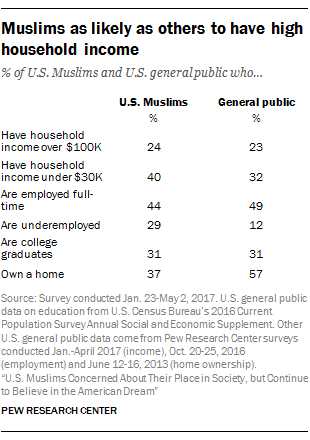 Muslims as likely as others to have high
household income
% of U.S. Muslims and U.S. general public who...
U.S. Muslims General public
% %
Have household
income over $100K 24 23
Have household
income under $30K 40 32
Are employed full-
time 44 49
Are underemployed 29 12
Are college
graduates 31 31
Own a home 37 57
Source: Survey conducted Jan. 23-May 2, 2017. U.S. general public
data on education from U.S. Census Bureau's 2016 Current
Population Survey Annual Social and Economic Supplement. Other
U.S. general public data come from Pew Research Center surveys
conducted Jan.-April 2017 (income), Oct. 20-25, 2016
(employment) and June 12-16, 2013 (home ownership).
"U.S. Muslims Concerned About Their Place in Society, but Continue
to Believe in the American Dream"
PEW RESEARCH CENTER